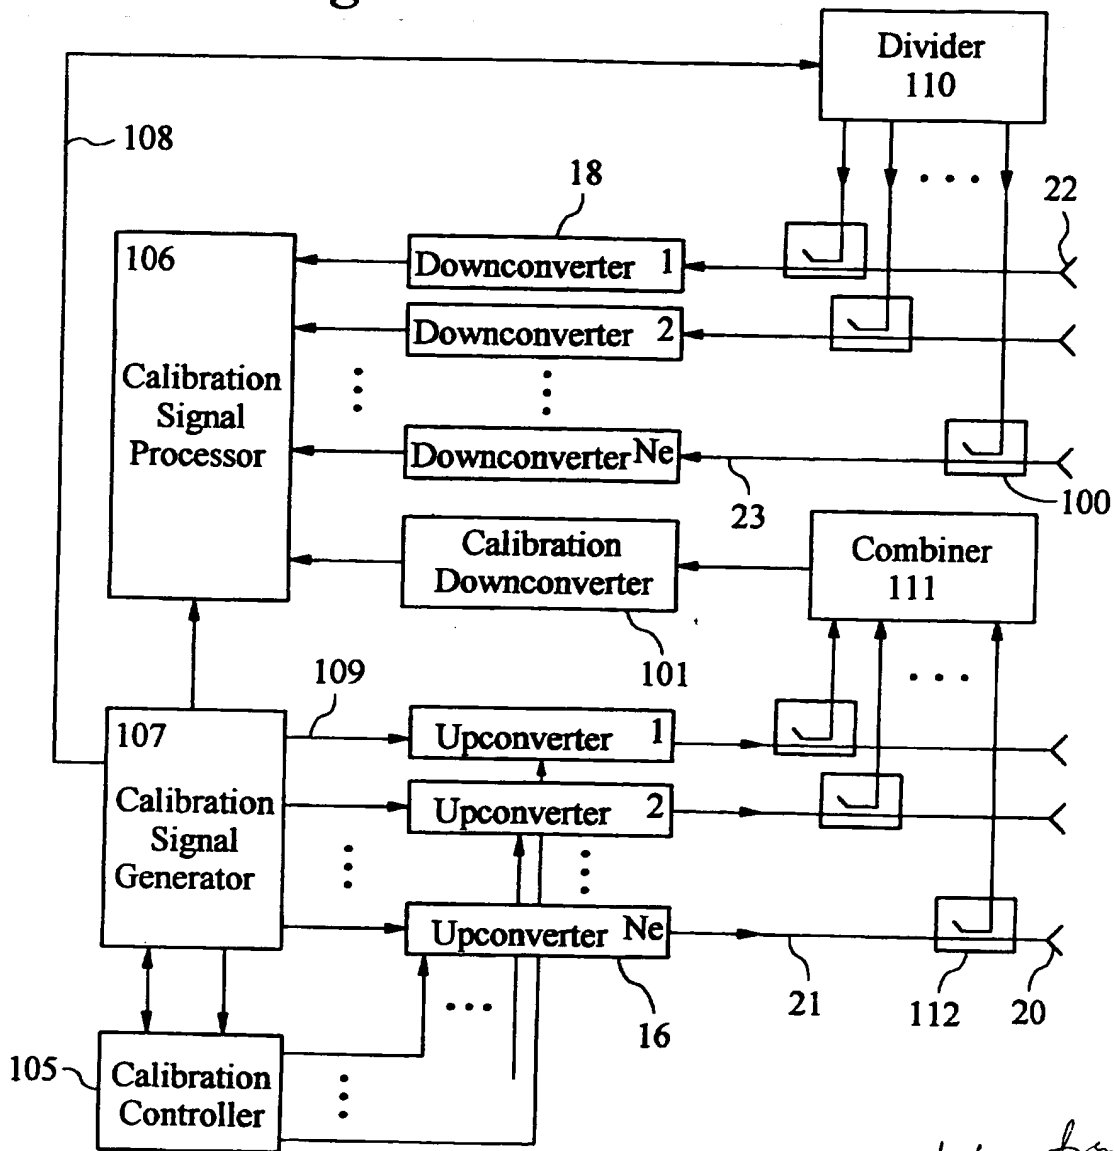 Divider
110
108
18
22
106
Calibration
Signal
Processor
Downconverter 1
Downconverter 2
Downconverter Ne
23
100
Calibration
Downconverter
101
Combiner
111
109
107
Calibration
Signal
Generator
Upconverter 1
Upconverter 2
Upconverter Ne
21
16
112
20
105
Calibration
Controller